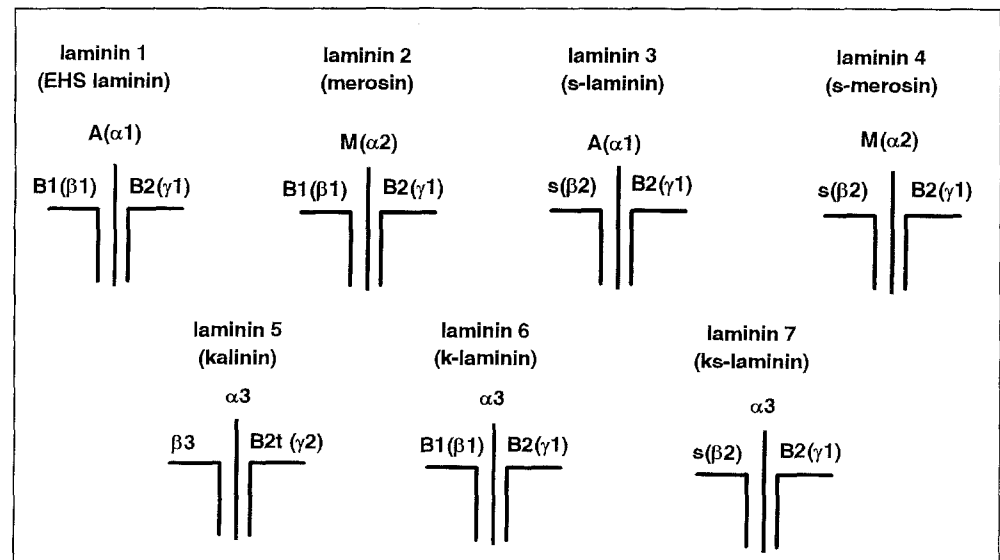 laminin 1
(EHS laminin)
A(α1)
B1(β1) B2(γ1)
laminin 2
(merosin)
M(α2)
B1(β1) B2(γ1)
laminin 3
(s-laminin)
A(α1)
s(β2) B2(γ1)
laminin 4
(s-merosin)
M(α2)
s(β2) B2(γ1)
laminin 5
(kalinin)
α3
β3 B2t (γ2)
laminin 6
(k-laminin)
α3
B1(β1) B2(γ1)
laminin 7
(ks-laminin)
α3
s(β2) B2(γ1)